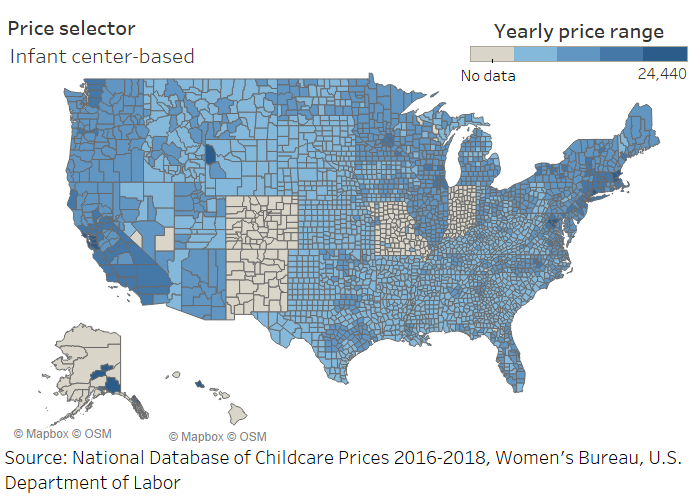 Price selector
Infant center-based
Yearly price range
No data
24,440
© Mapbox © OSM
© Mapbox © OSM
Source: National Database of Childcare Prices 2016-2018, Women’s Bureau, U.S.
Department of Labor